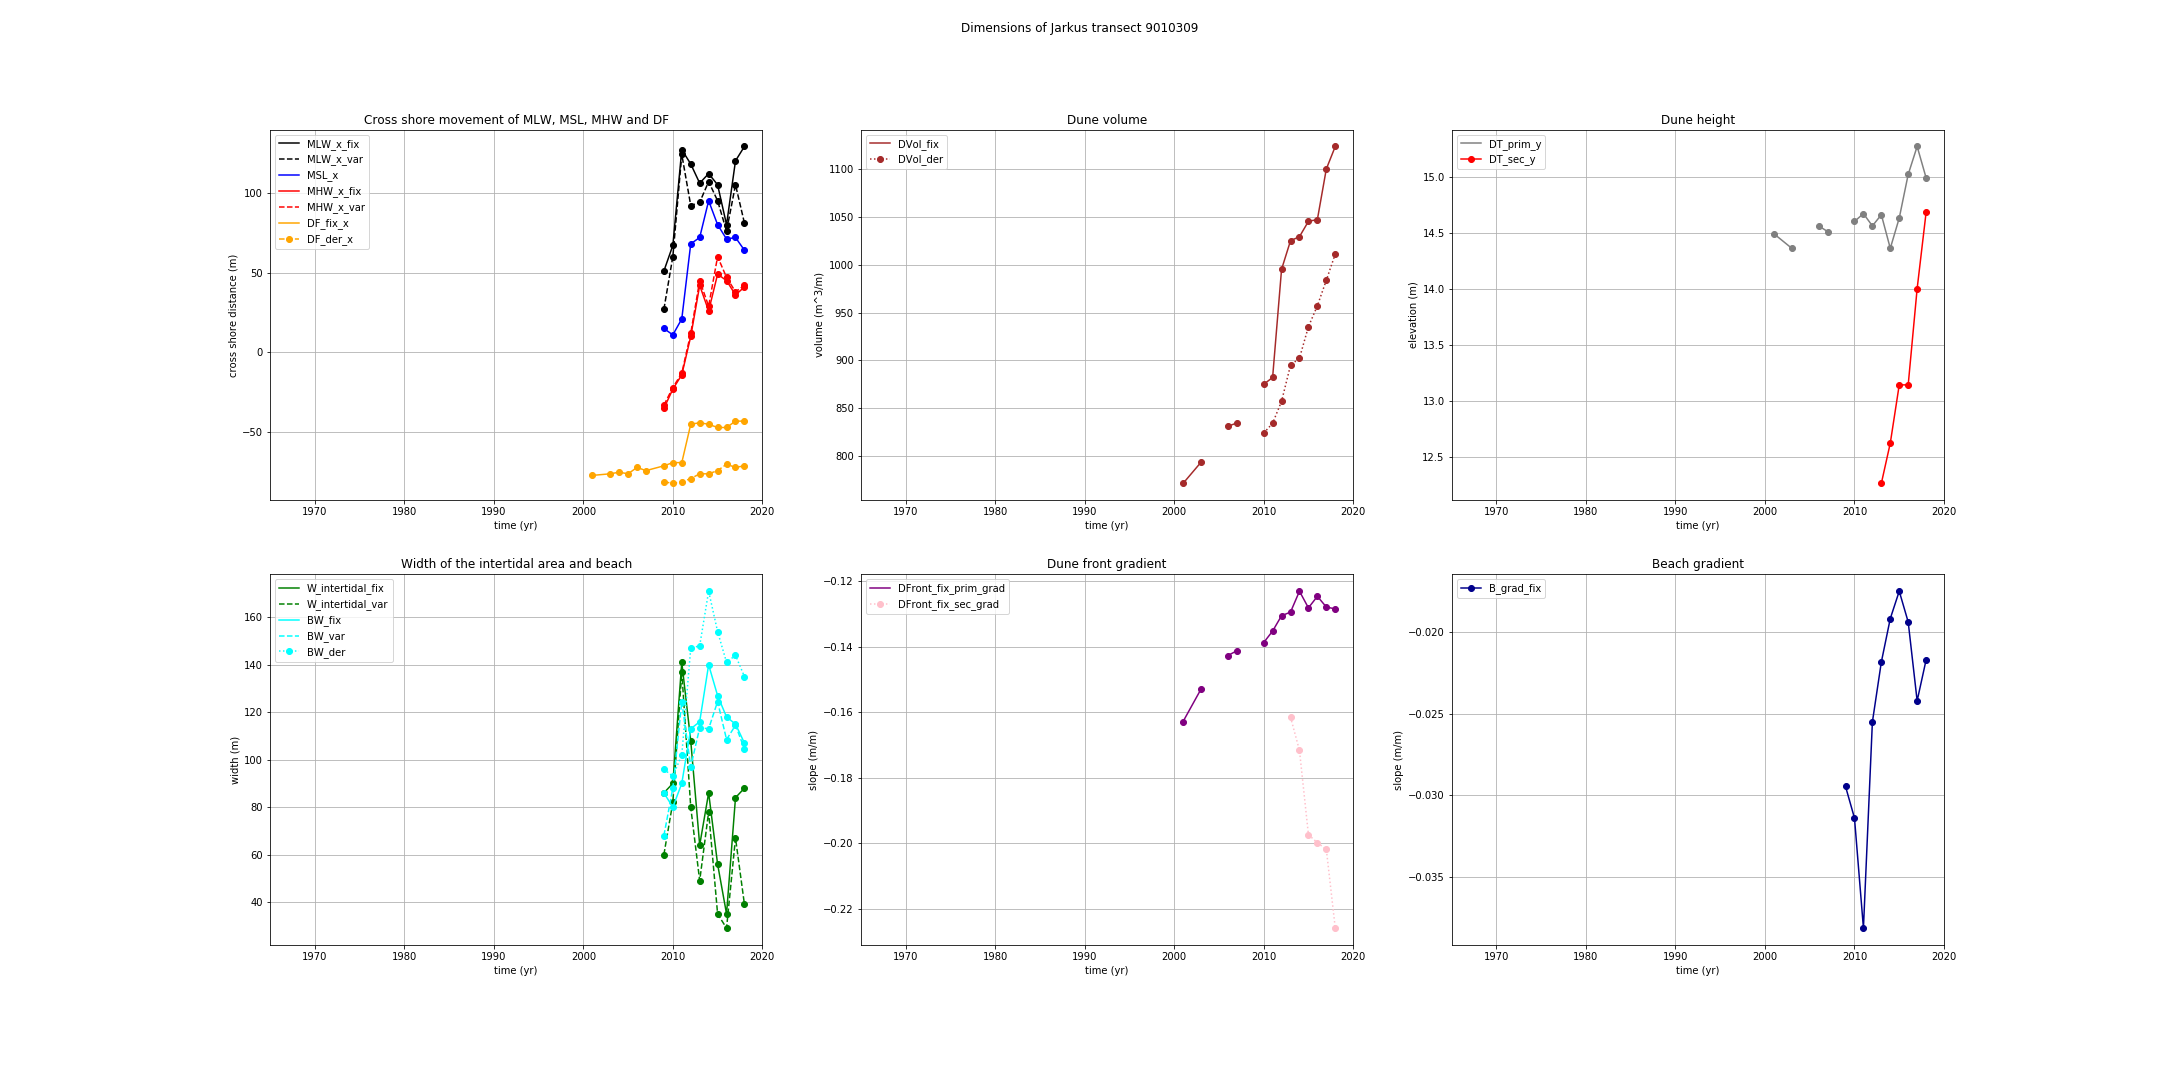 Dimensions of Jarkus transect 9010309
Cross shore movement of MLW, MSL, MHW and DF
MLW_x_fix
MLW_x_var
MSL_x
MHW_x_fix
MHW_x_var
DF_fix_x
DF_der_x
100
50
0
−50
cross shore distance (m)
1970 1980 1990 2000 2010 2020
time (yr)
Dune volume
DVol_fix
DVol_der
1100
1050
1000
950
900
850
800
volume (m^3/m)
1970 1980 1990 2000 2010 2020
time (yr)
Dune height
DT_prim_y
DT_sec_y
15.0
14.5
14.0
13.5
13.0
12.5
elevation (m)
1970 1980 1990 2000 2010 2020
time (yr)
Width of the intertidal area and beach
W_intertidal_fix
W_intertidal_var
BW_fix
BW_var
BW_der
160
140
120
100
80
60
40
width (m)
1970 1980 1990 2000 2010 2020
time (yr)
Dune front gradient
DFront_fix_prim_grad
DFront_fix_sec_grad
−0.12
−0.14
−0.16
−0.18
−0.20
−0.22
slope (m/m)
1970 1980 1990 2000 2010 2020
time (yr)
Beach gradient
B_grad_fix
−0.020
−0.025
−0.030
−0.035
slope (m/m)
1970 1980 1990 2000 2010 2020
time (yr)